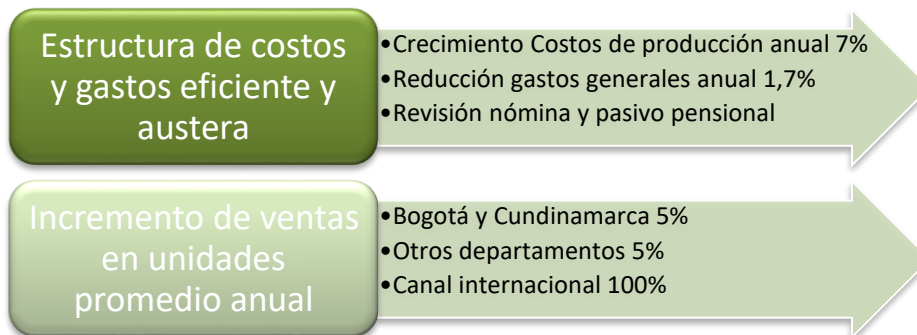 Estructura de costos
y gastos eficiente y
austera
•Crecimiento Costos de producción anual 7%
•Reducción gastos generales anual 1,7%
•Revisión nómina y pasivo pensional
Incremento de ventas
en unidades
promedio anual
•Bogotá y Cundinamarca 5%
•Otros departamentos 5%
•Canal internacional 100%